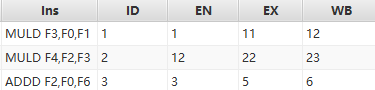 Ins ID EN EX WB
MULD F3,F0,F1 1 1 11 12
MULD F4,F2,F3 2 12 22 23
ADDD F2,F0,F6 3 3 5 6